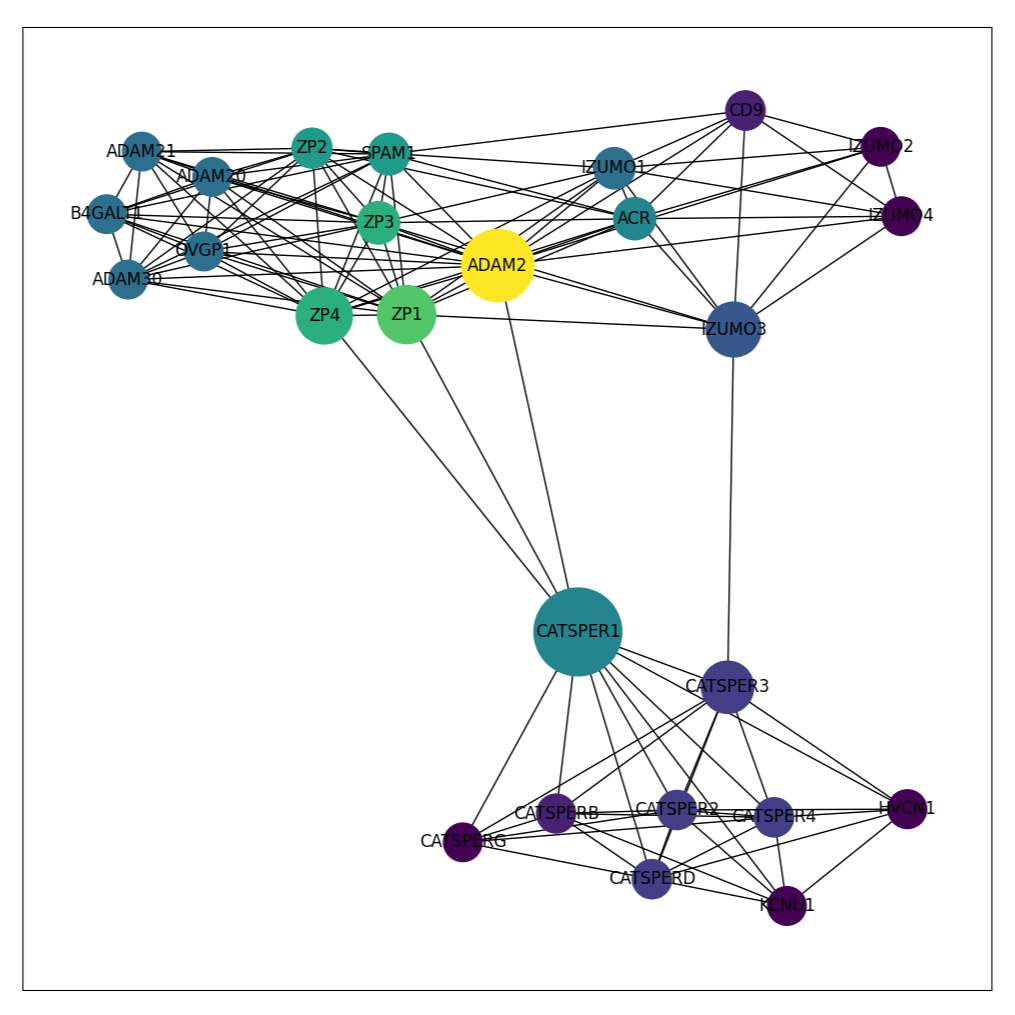 CD9
ADAM21
ZP2
SPAM1
IZUMO2
ADAM20
IZUMO1
B4GALT1
ZP3
ACR
IZUMO4
OVGP1
ADAM30
ADAM2
ZP4
ZP1
IZUMO3
CATSPER1
CATSPER3
CATSPERB
CATSPER2
CATSPER4
HVCN1
CATSPERG
CATSPERD
KCNU1